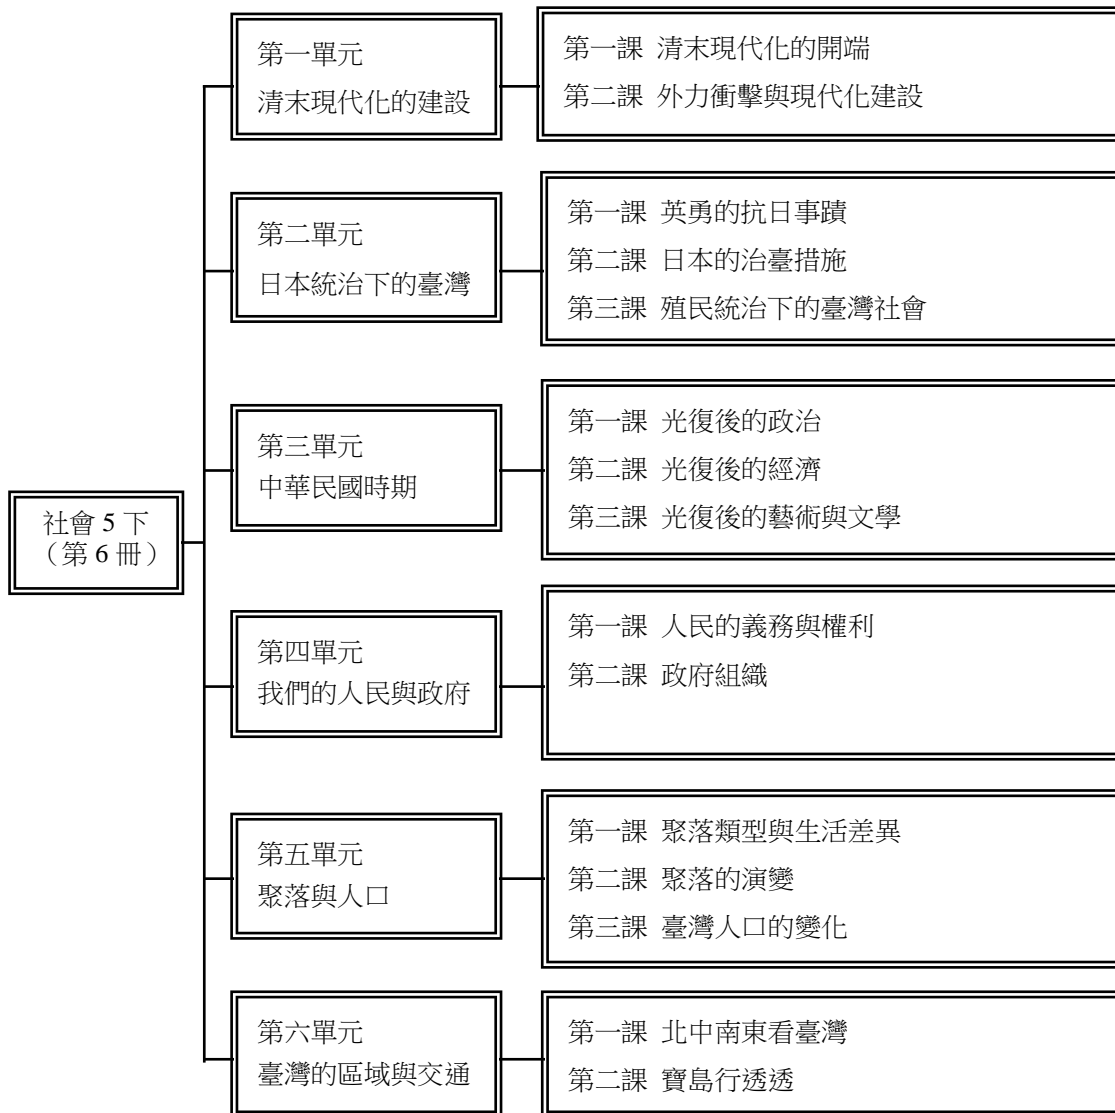 社會 5 下
（第 6 冊）
第一單元
清末現代化的建設
第一課 清末現代化的開端
第二課 外力衝擊與現代化建設
第二單元
日本統治下的臺灣
第一課 英勇的抗日事蹟
第二課 日本的治臺措施
第三課 殖民統治下的臺灣社會
第三單元
中華民國時期
第一課 光復後的政治
第二課 光復後的經濟
第三課 光復後的藝術與文學
第四單元
我們的人民與政府
第一課 人民的義務與權利
第二課 政府組織
第五單元
聚落與人口
第一課 聚落類型與生活差異
第二課 聚落的演變
第三課 臺灣人口的變化
第六單元
臺灣的區域與交通
第一課 北中南東看臺灣
第二課 寶島行透透